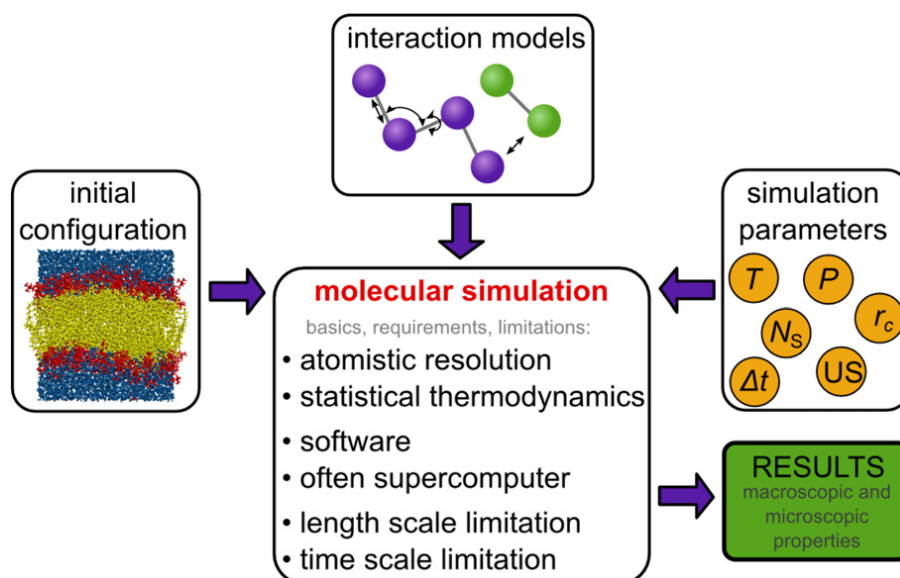 interaction models
initial
configuration
simulation
parameters
T
P
r_c
N_S
Δt
US
molecular simulation
basics, requirements, limitations:
• atomistic resolution
• statistical thermodynamics
• software
• often supercomputer
• length scale limitation
• time scale limitation
RESULTS
macroscopic and
microscopic
properties